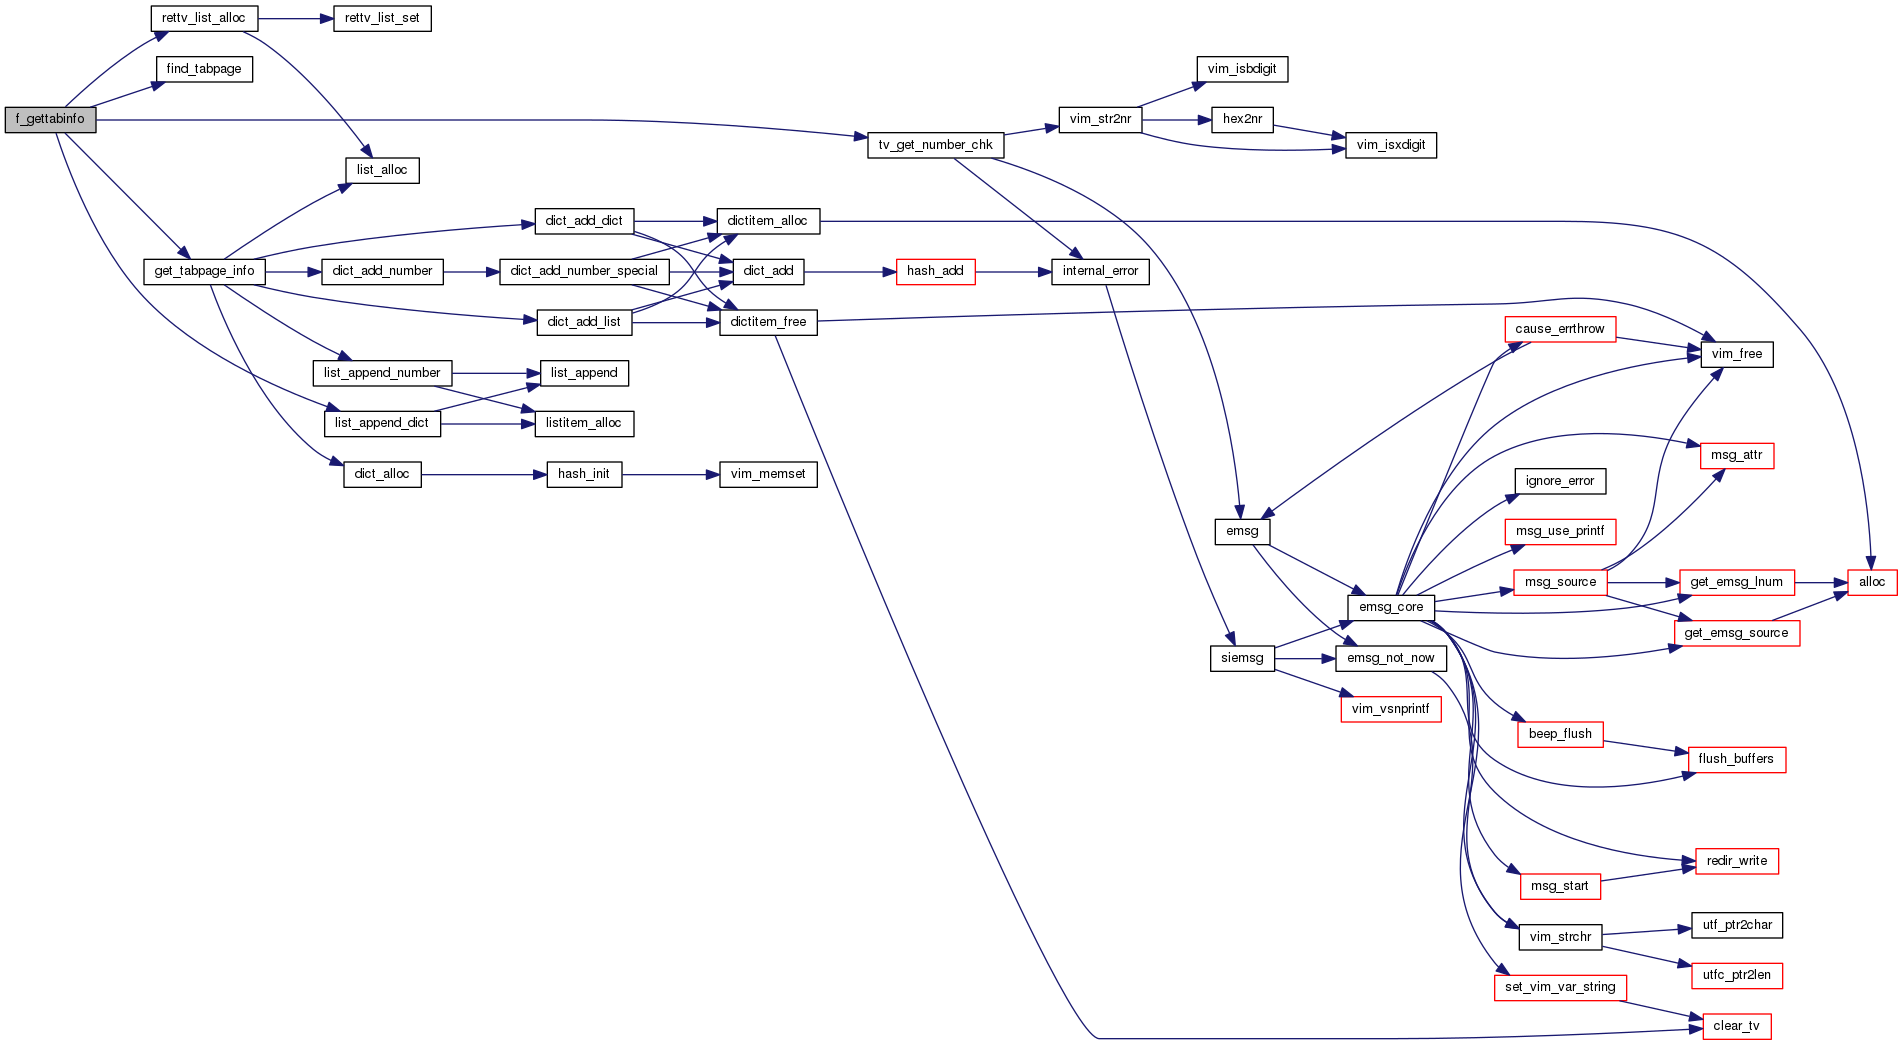 rettv_list_alloc
rettv_list_set
find_tabpage
vim_isbdigit
f_gettabinfo
vim_str2nr
hex2nr
tv_get_number_chk
vim_isxdigit
list_alloc
dict_add_dict
dictitem_alloc
get_tabpage_info
dict_add_number
dict_add_number_special
dict_add
hash_add
internal_error
dict_add_list
dictitem_free
cause_errthrow
vim_free
list_append_number
list_append
list_append_dict
listitem_alloc
msg_attr
dict_alloc
hash_init
vim_memset
ignore_error
emsg
msg_use_printf
msg_source
get_emsg_lnum
alloc
emsg_core
get_emsg_source
siemsg
emsg_not_now
vim_vsnprintf
beep_flush
flush_buffers
redir_write
msg_start
utf_ptr2char
vim_strchr
utfc_ptr2len
set_vim_var_string
clear_tv